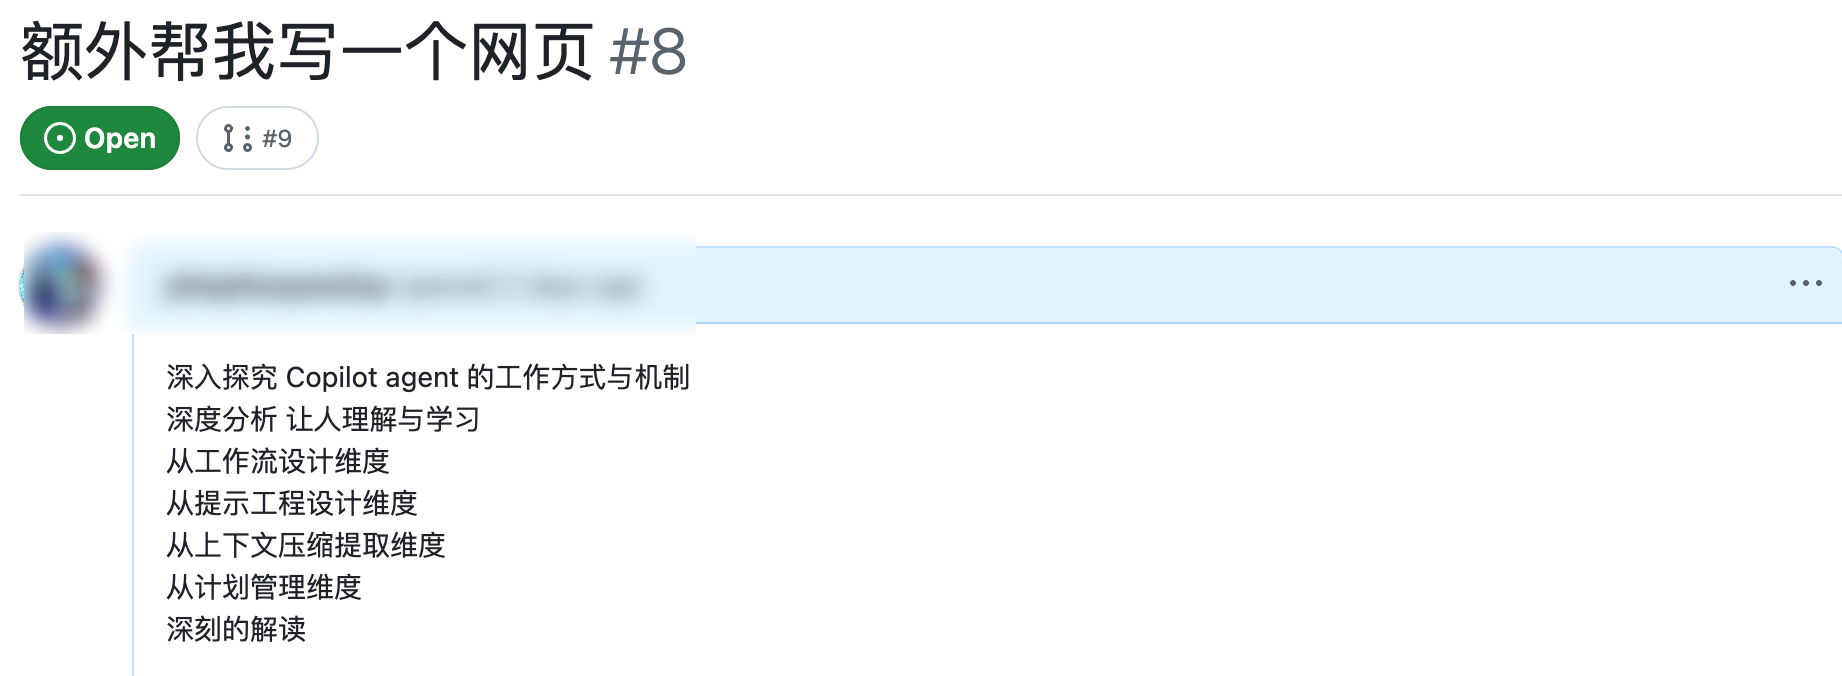 额外帮我写一个网页 #8
Open
#9
深入探究 Copilot agent 的工作方式与机制
深度分析 让人理解与学习
从工作流设计维度
从提示工程设计维度
从上下文压缩提取维度
从计划管理维度
深刻的解读